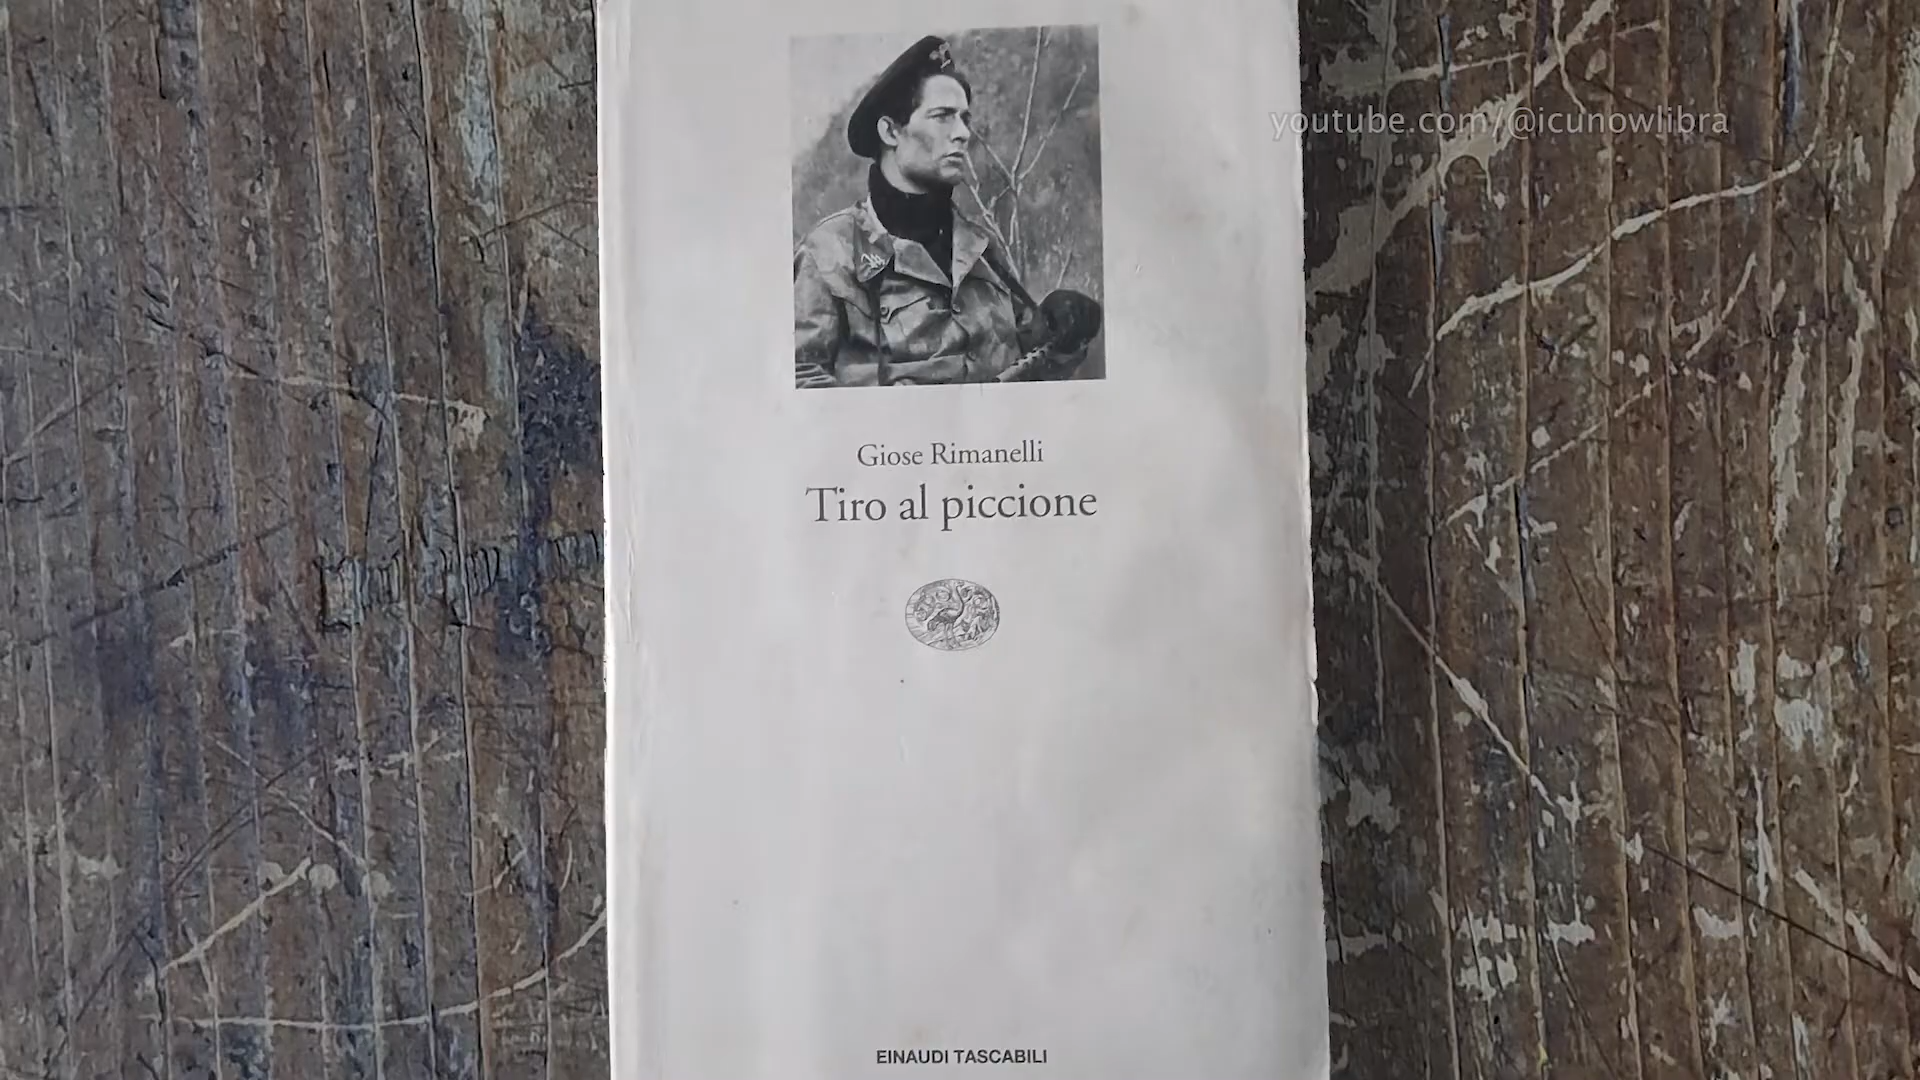 youtube.com/@icunowlibra
Giose Rimanelli
Tiro al piccione
EINAUDI TASCABILI